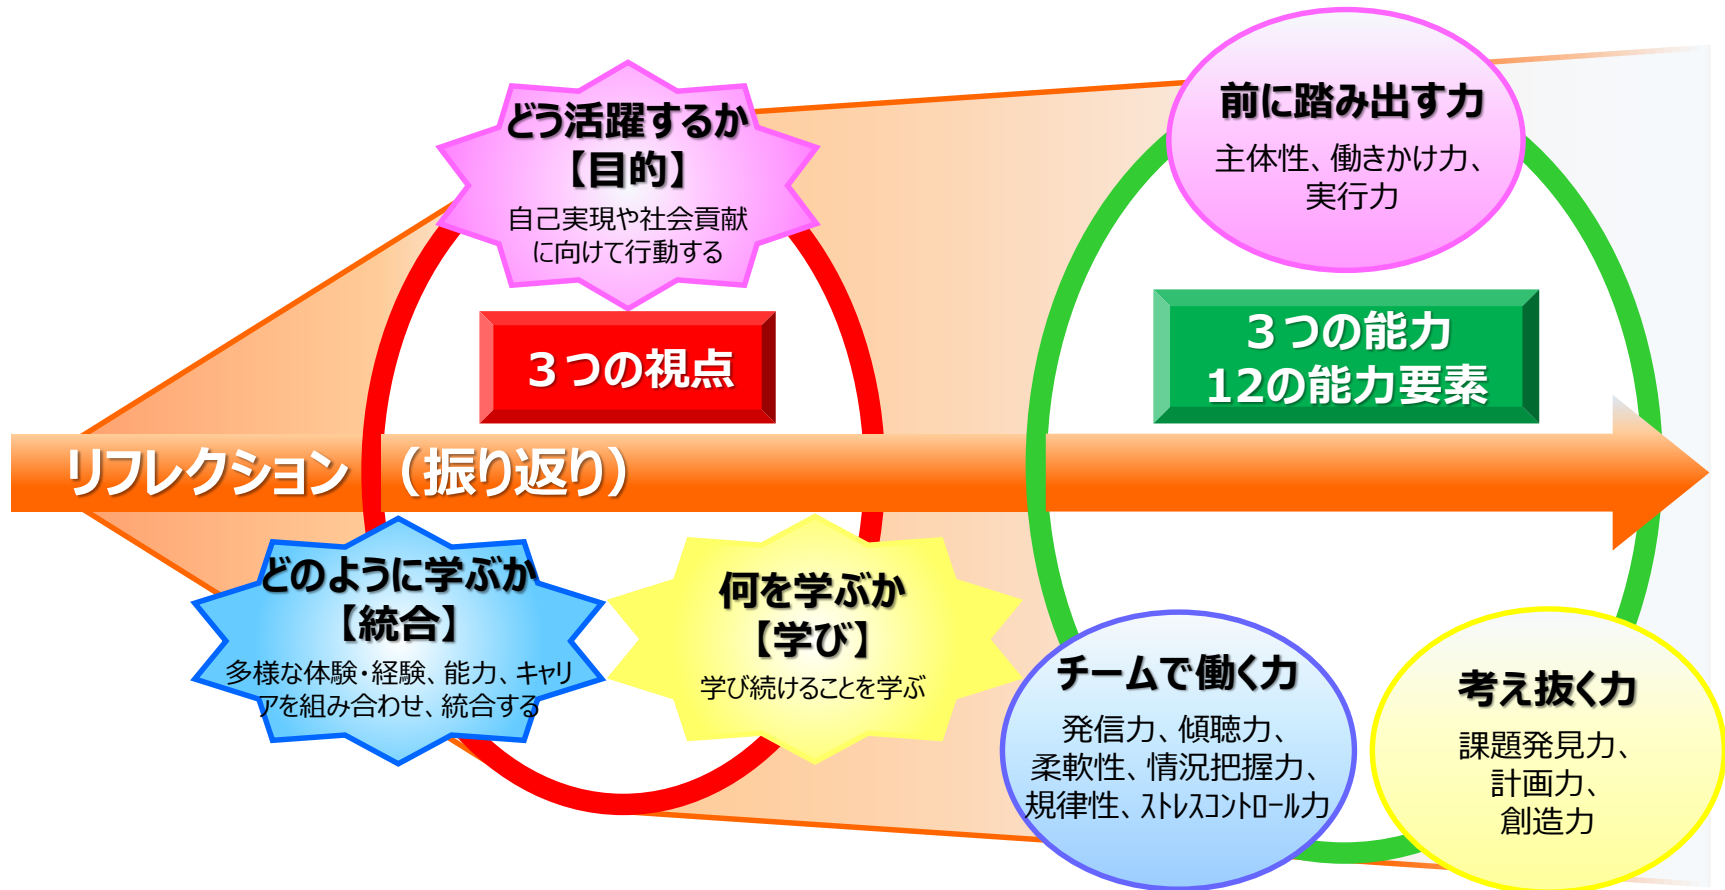 どう活躍するか
【目的】
自己実現や社会貢献
に向けて行動する
３つの視点
リフレクション　（振り返り）
どのように学ぶか
【統合】
多様な体験・経験、能力、キャリ
アを組み合わせ、統合する
何を学ぶか
【学び】
学び続けることを学ぶ
前に踏み出す力
主体性、働きかけ力、
実行力
３つの能力
12の能力要素
チームで働く力
発信力、傾聴力、
柔軟性、情況把握力、
規律性、ｽﾄﾚｽｺﾝﾄﾛｰﾙ力
考え抜く力
課題発見力、
計画力、
創造力